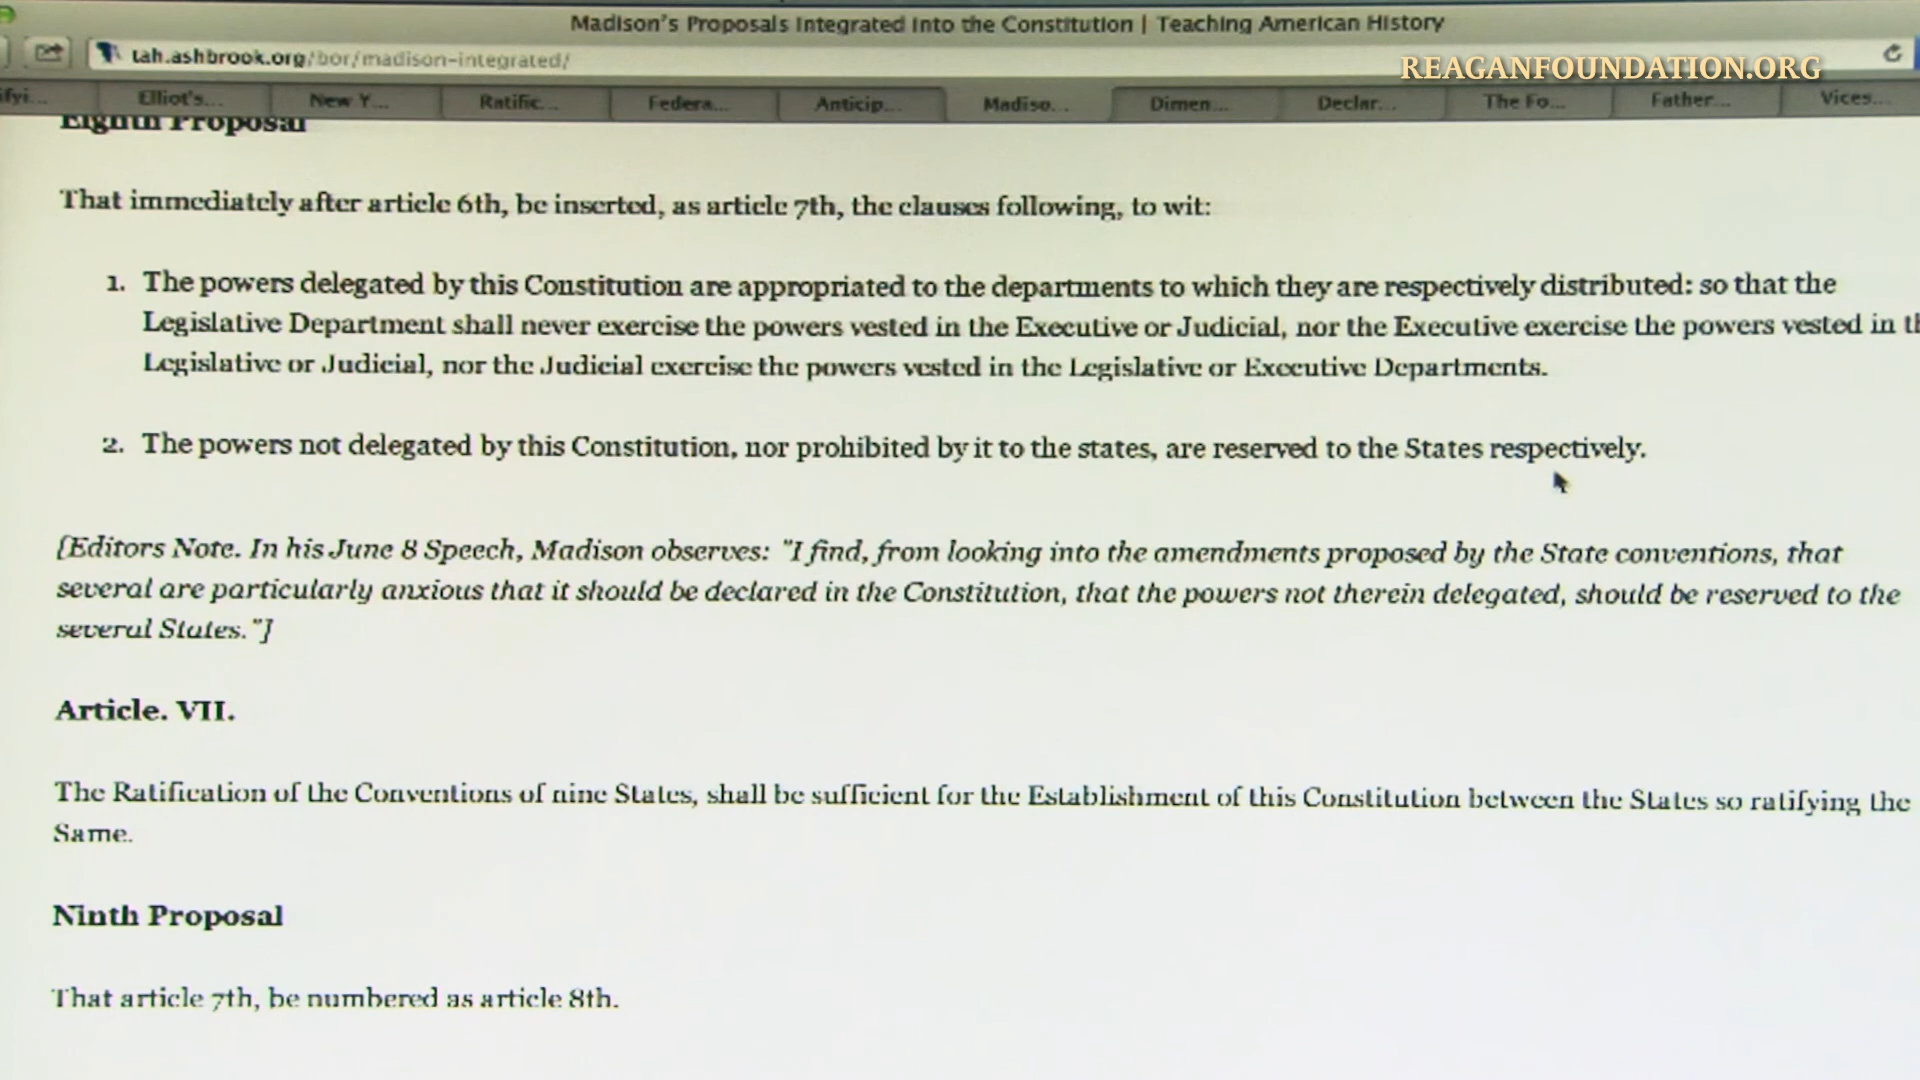 Madison's Proposals Integrated Into the Constitution | Teaching American History
tah.ashbrook.org/bor/madison-integrated/
REAGANFOUNDATION.ORG
Elliot's... New Y... Ratific... Federa... Anticip... Madiso... Dimen... Declar... The Fo... Father... Vices...
Eighth Proposal
That immediately after article 6th, be inserted, as article 7th, the clauses following, to wit:
1. The powers delegated by this Constitution are appropriated to the departments to which they are respectively distributed: so that the
Legislative Department shall never exercise the powers vested in the Executive or Judicial, nor the Executive exercise the powers vested in
Legislative or Judicial, nor the Judicial exercise the powers vested in the Legislative or Executive Departments.
2. The powers not delegated by this Constitution, nor prohibited by it to the states, are reserved to the States respectively.
[Editors Note. In his June 8 Speech, Madison observes: "I find, from looking into the amendments proposed by the State conventions, that
several are particularly anxious that it should be declared in the Constitution, that the powers not therein delegated, should be reserved to the
several States."]
Article. VII.
The Ratification of the Conventions of nine States, shall be sufficient for the Establishment of this Constitution between the States so ratifying the
Same.
Ninth Proposal
That article 7th, be numbered as article 8th.